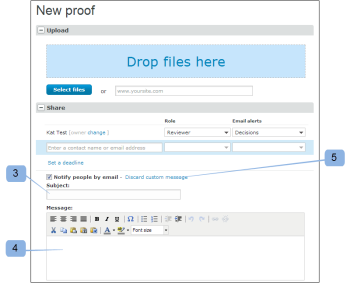 New proof
Upload
Drop files here
Select files or www.yoursite.com
Share
Role Email alerts
Kat Test [owner change ] Reviewer Decisions
Enter a contact name or email address
Set a deadline
5
Notify people by email - Discard custom message
3
Subject:
Message:
B I U Ω
A Font size
4